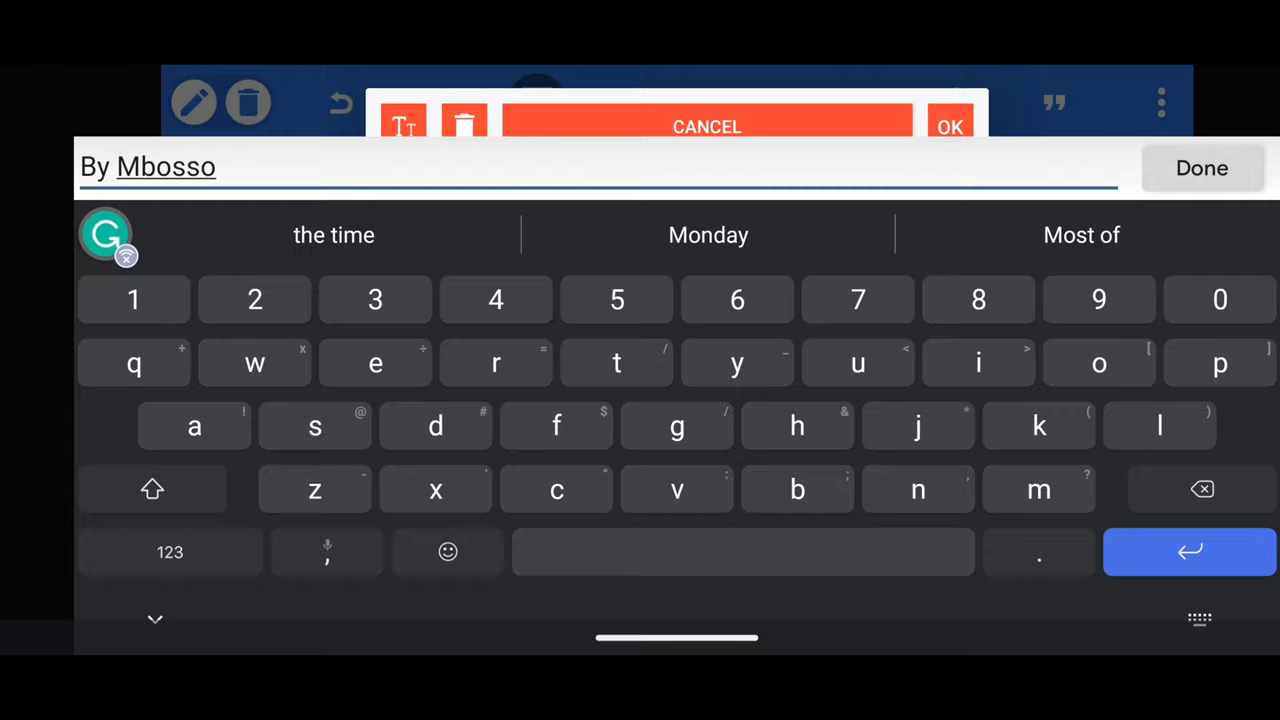 Tт
CANCEL
OK
By Mbosso
Done
the time
Monday
Most of
1 2 3 4 5 6 7 8 9 0
q + w x e ÷ r = t / y _ u < i > o [ p ]
a ! s @ d # f $ g / h & j * k ( l )
z - x ' c " v : b ; n , m ?
123 , .